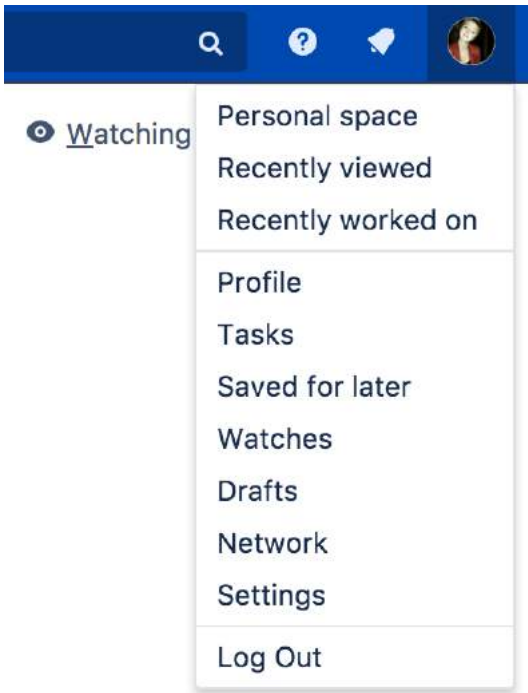 Watching
Personal space
Recently viewed
Recently worked on
Profile
Tasks
Saved for later
Watches
Drafts
Network
Settings
Log Out